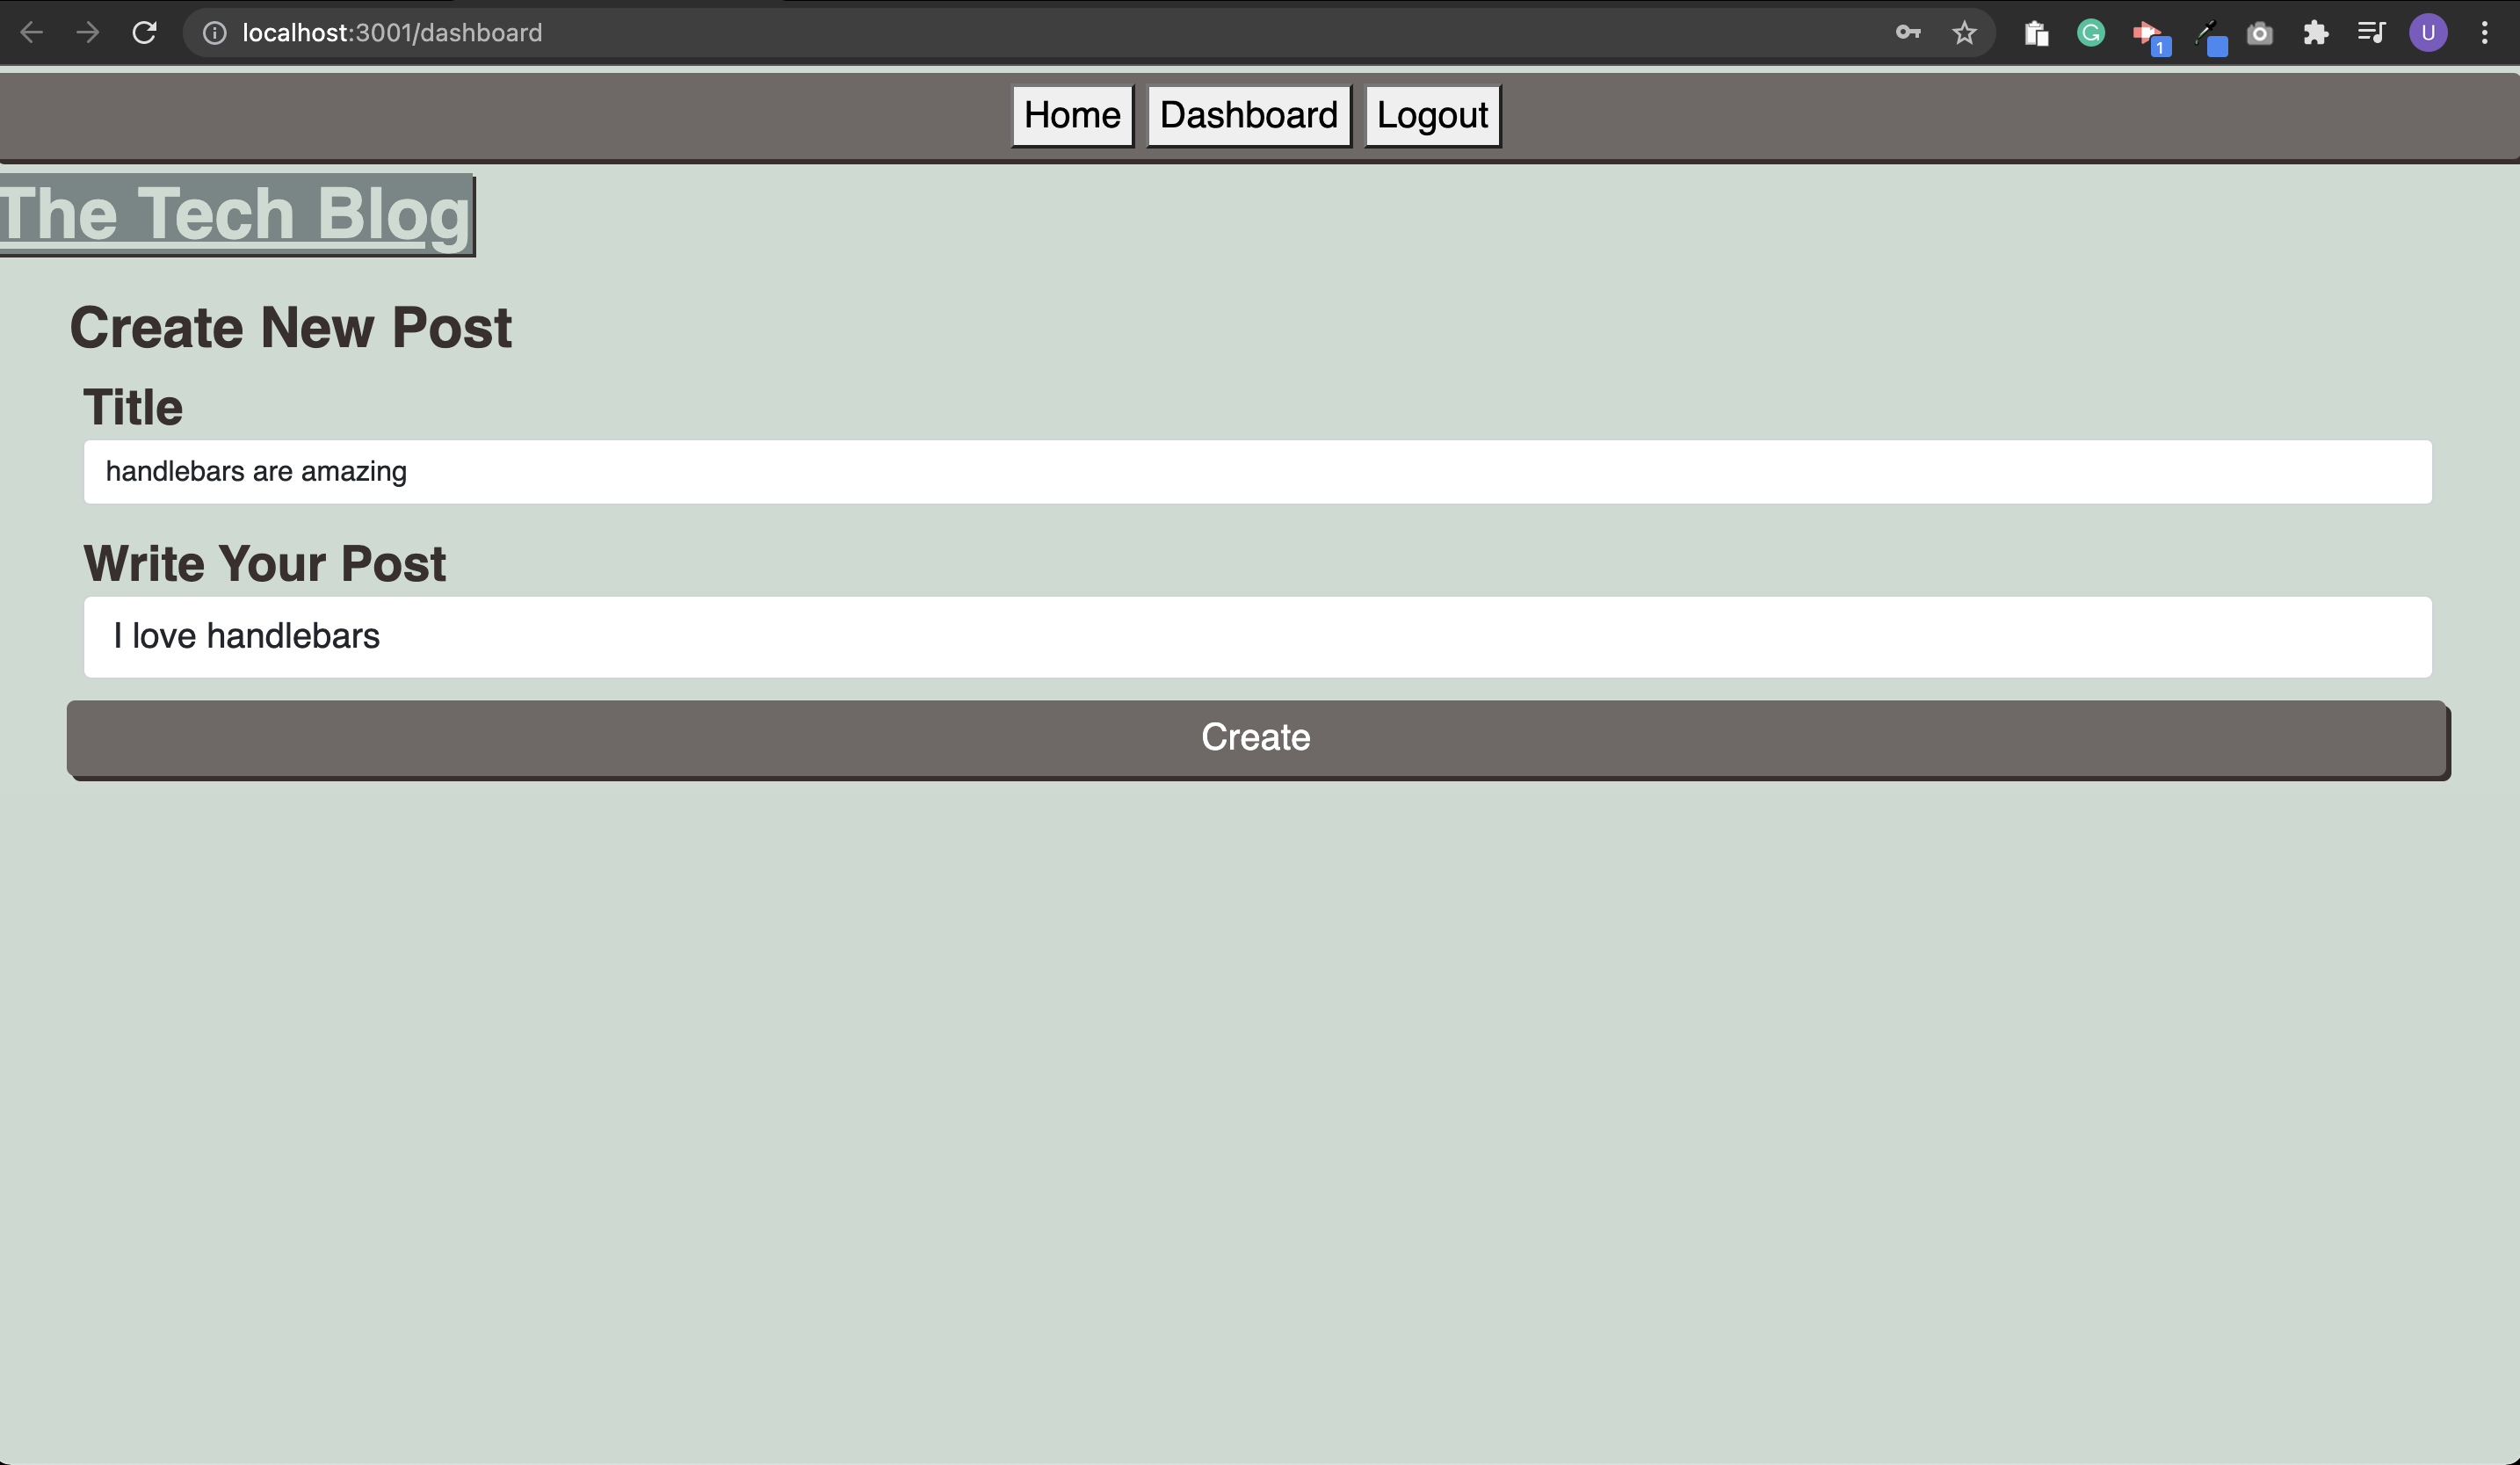 localhost:3001/dashboard
1
U
Home Dashboard Logout
The Tech Blog
Create New Post
Title
handlebars are amazing
Write Your Post
I love handlebars
Create